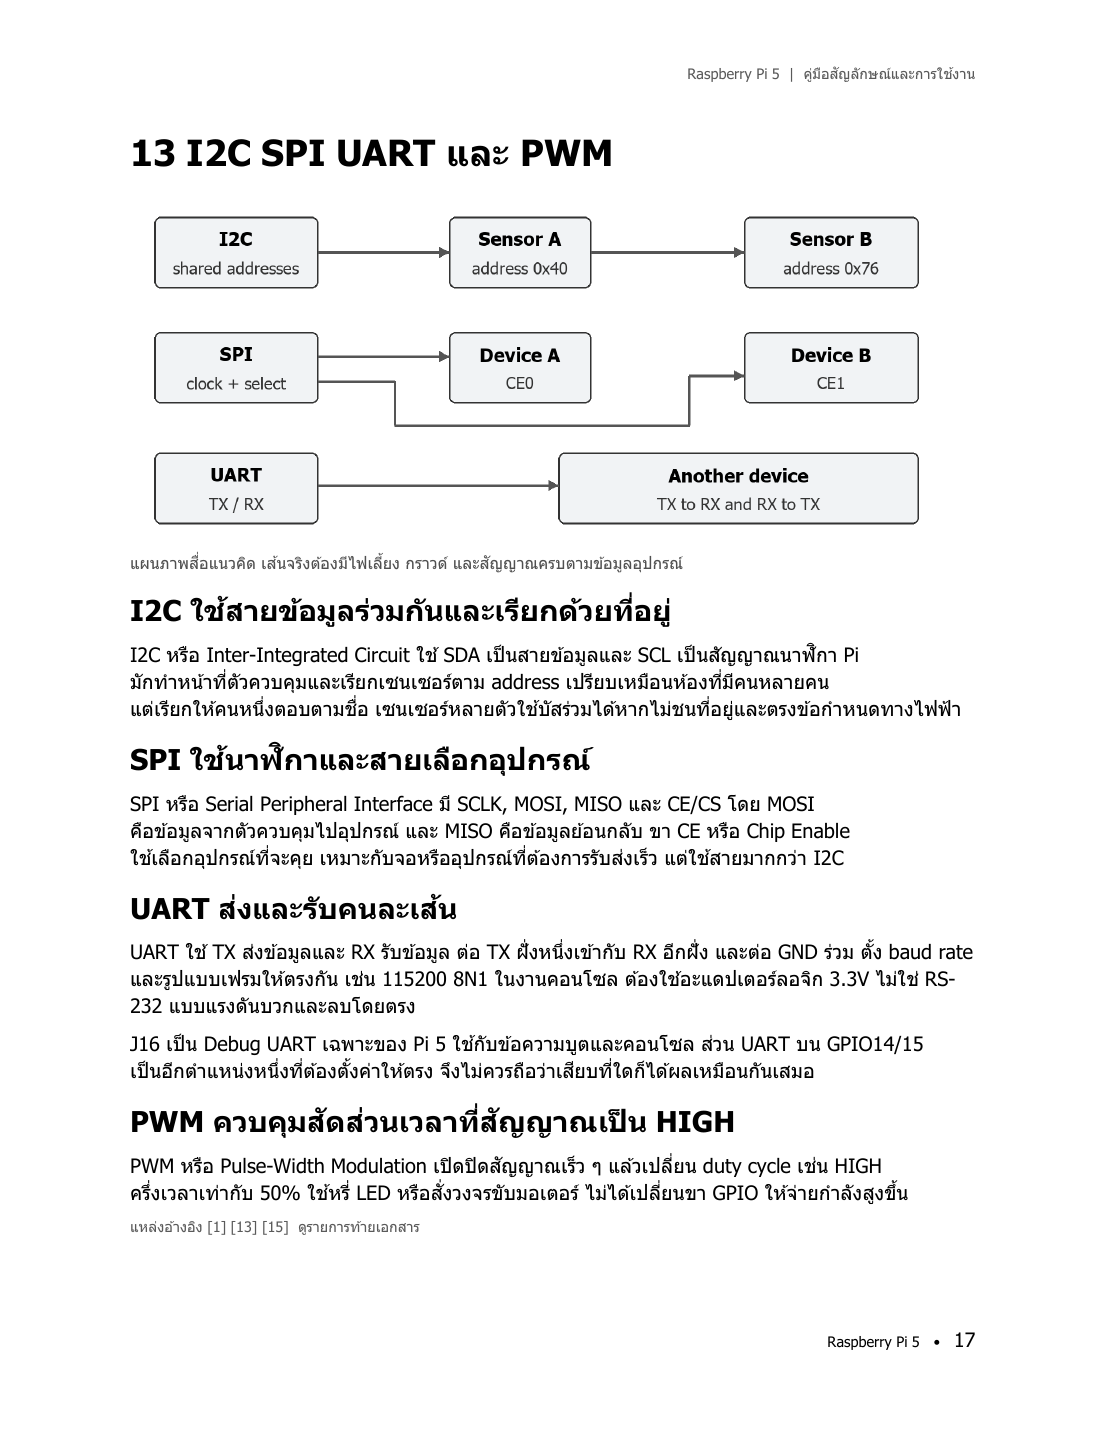 Raspberry Pi 5 | คู่มือสัญลักษณ์และการใช้งาน
13 I2C SPI UART และ PWM
I2C
shared addresses
Sensor A
address 0x40
Sensor B
address 0x76
SPI
clock + select
Device A
CE0
Device B
CE1
UART
TX / RX
Another device
TX to RX and RX to TX
แผนภาพสื่อแนวคิด เส้นจริงต้องมีไฟเลี้ยง กราวด์ และสัญญาณครบตามข้อมูลอุปกรณ์
I2C ใช้สายข้อมูลร่วมกันและเรียกด้วยที่อยู่
I2C หรือ Inter-Integrated Circuit ใช้ SDA เป็นสายข้อมูลและ SCL เป็นสัญญาณนาฬิกา Pi
มักทำหน้าที่ตัวควบคุมและเรียกเซนเซอร์ตาม address เปรียบเหมือนห้องที่มีคนหลายคน
แต่เรียกให้คนหนึ่งตอบตามชื่อ เซนเซอร์หลายตัวใช้บัสร่วมได้หากไม่ชนที่อยู่และตรงข้อกำหนดทางไฟฟ้า
SPI ใช้นาฬิกาและสายเลือกอุปกรณ์
SPI หรือ Serial Peripheral Interface มี SCLK, MOSI, MISO และ CE/CS โดย MOSI
คือข้อมูลจากตัวควบคุมไปอุปกรณ์ และ MISO คือข้อมูลย้อนกลับ ขา CE หรือ Chip Enable
ใช้เลือกอุปกรณ์ที่จะคุย เหมาะกับจอหรืออุปกรณ์ที่ต้องการรับส่งเร็ว แต่ใช้สายมากกว่า I2C
UART ส่งและรับคนละเส้น
UART ใช้ TX ส่งข้อมูลและ RX รับข้อมูล ต่อ TX ฝั่งหนึ่งเข้ากับ RX อีกฝั่ง และต่อ GND ร่วม ตั้ง baud rate
และรูปแบบเฟรมให้ตรงกัน เช่น 115200 8N1 ในงานคอนโซล ต้องใช้อะแดปเตอร์ลอจิก 3.3V ไม่ใช่ RS-
232 แบบแรงดันบวกและลบโดยตรง
J16 เป็น Debug UART เฉพาะของ Pi 5 ใช้กับข้อความบูตและคอนโซล ส่วน UART บน GPIO14/15
เป็นอีกตำแหน่งหนึ่งที่ต้องตั้งค่าให้ตรง จึงไม่ควรถือว่าเสียบที่ใดก็ได้ผลเหมือนกันเสมอ
PWM ควบคุมสัดส่วนเวลาที่สัญญาณเป็น HIGH
PWM หรือ Pulse-Width Modulation เปิดปิดสัญญาณเร็ว ๆ แล้วเปลี่ยน duty cycle เช่น HIGH
ครึ่งเวลาเท่ากับ 50% ใช้หรี่ LED หรือสั่งวงจรขับมอเตอร์ ไม่ได้เปลี่ยนขา GPIO ให้จ่ายกำลังสูงขึ้น
แหล่งอ้างอิง [1] [13] [15] ดูรายการท้ายเอกสาร
Raspberry Pi 5 • 17